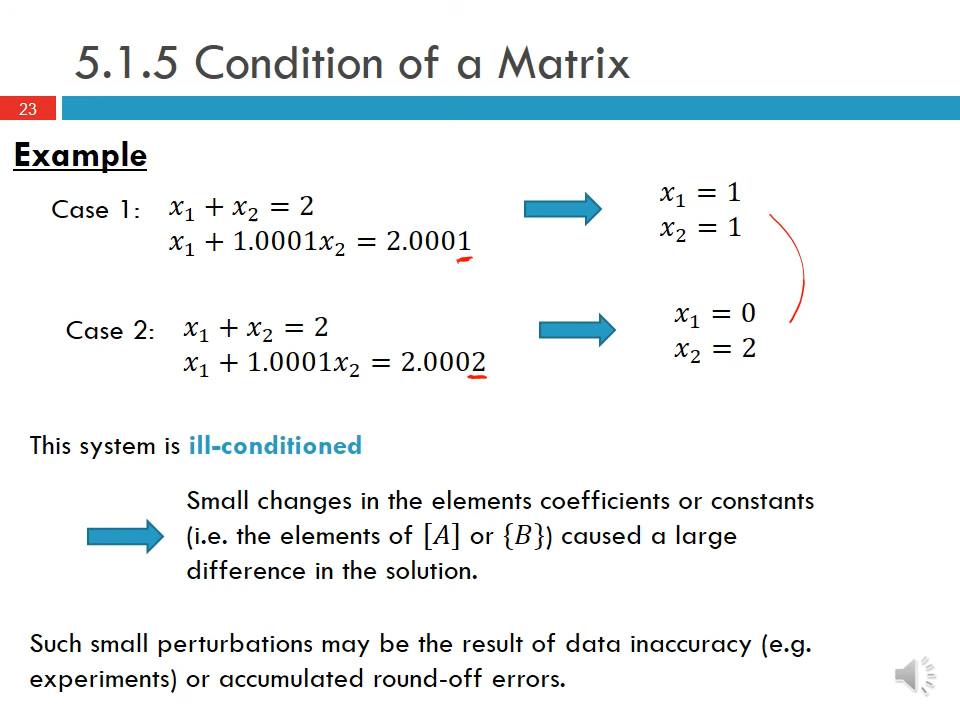 5.1.5 Condition of a Matrix
23
Example
Case 1:
x₁ + x₂ = 2
x₁ + 1.0001x₂ = 2.0001
x₁ = 1
x₂ = 1
Case 2:
x₁ + x₂ = 2
x₁ + 1.0001x₂ = 2.0002
x₁ = 0
x₂ = 2
This system is ill-conditioned
Small changes in the elements coefficients or constants
(i.e. the elements of [A] or {B}) caused a large
difference in the solution.
Such small perturbations may be the result of data inaccuracy (e.g.
experiments) or accumulated round-off errors.